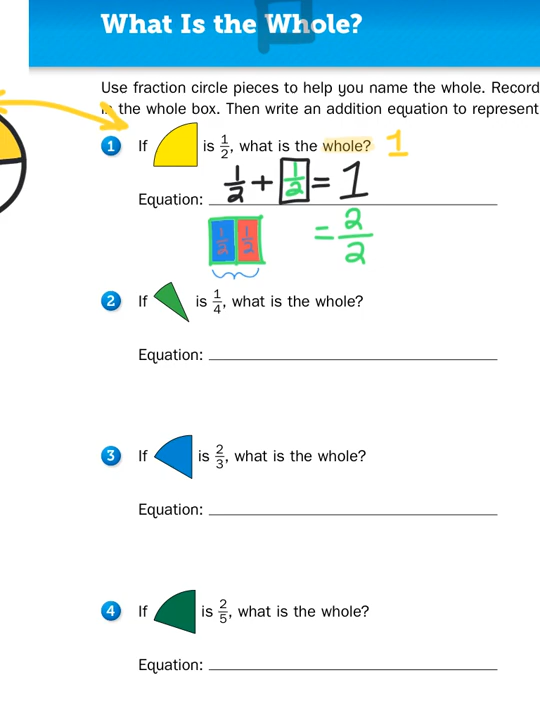 What Is the Whole?
Use fraction circle pieces to help you name the whole. Record
the whole box. Then write an addition equation to represent
1 If is 1/2, what is the whole? 1
Equation: 1/2 + 1/2 = 1
1/2 1/2 = 2/2
2 If is 1/4, what is the whole?
Equation:
3 If is 2/3, what is the whole?
Equation:
4 If is 2/5, what is the whole?
Equation: